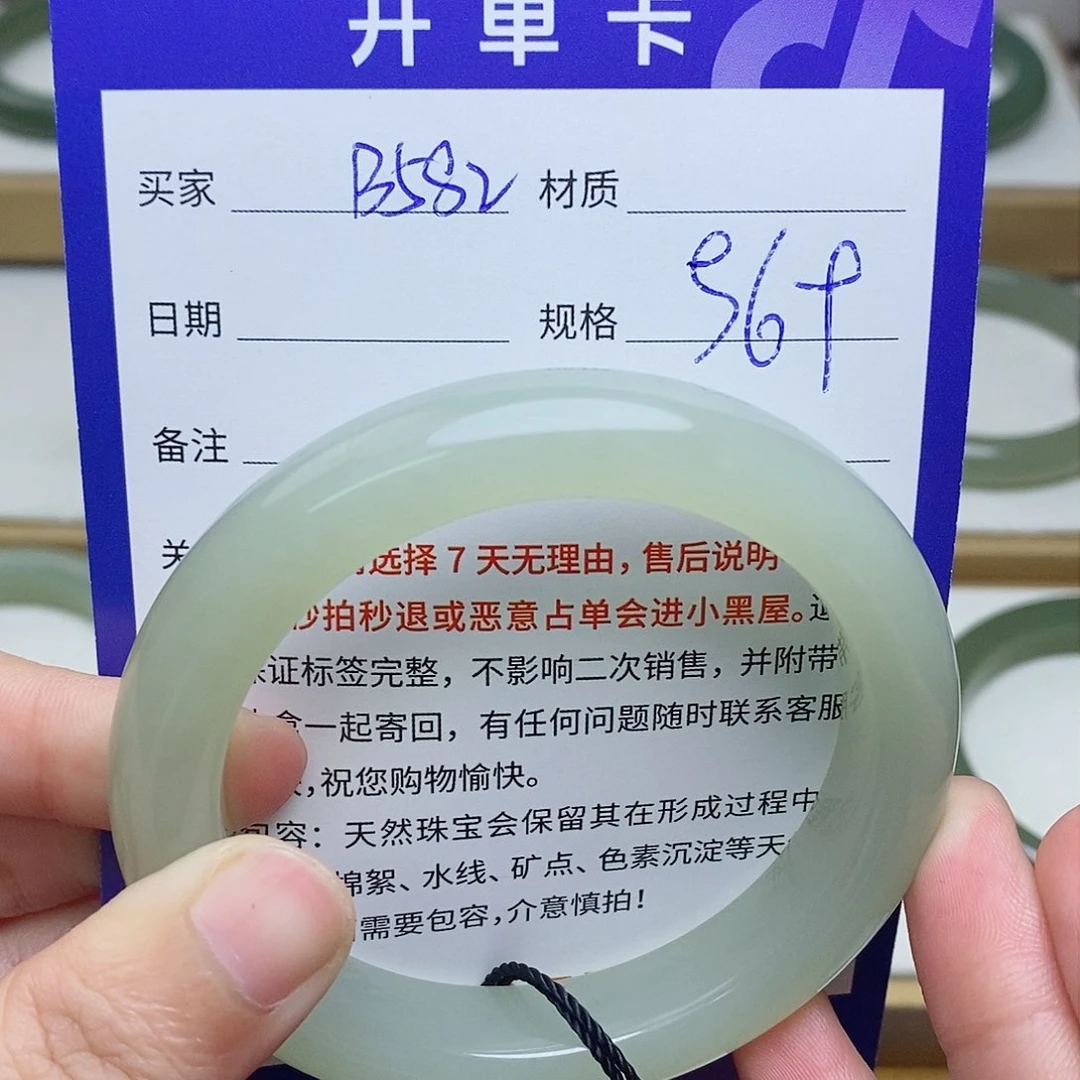 开单卡
买家 B582 材质
日期 规格 56
备注
关
选择 7 天无理由，售后说明
秒拍秒退或恶意占单会进小黑屋。
证标签完整，不影响二次销售，并附带
一起寄回，有任何问题随时联系客服
，祝您购物愉快。
包容：天然珠宝会保留其在形成过程中
棉絮、水线、矿点、色素沉淀等天
需要包容，介意慎拍！